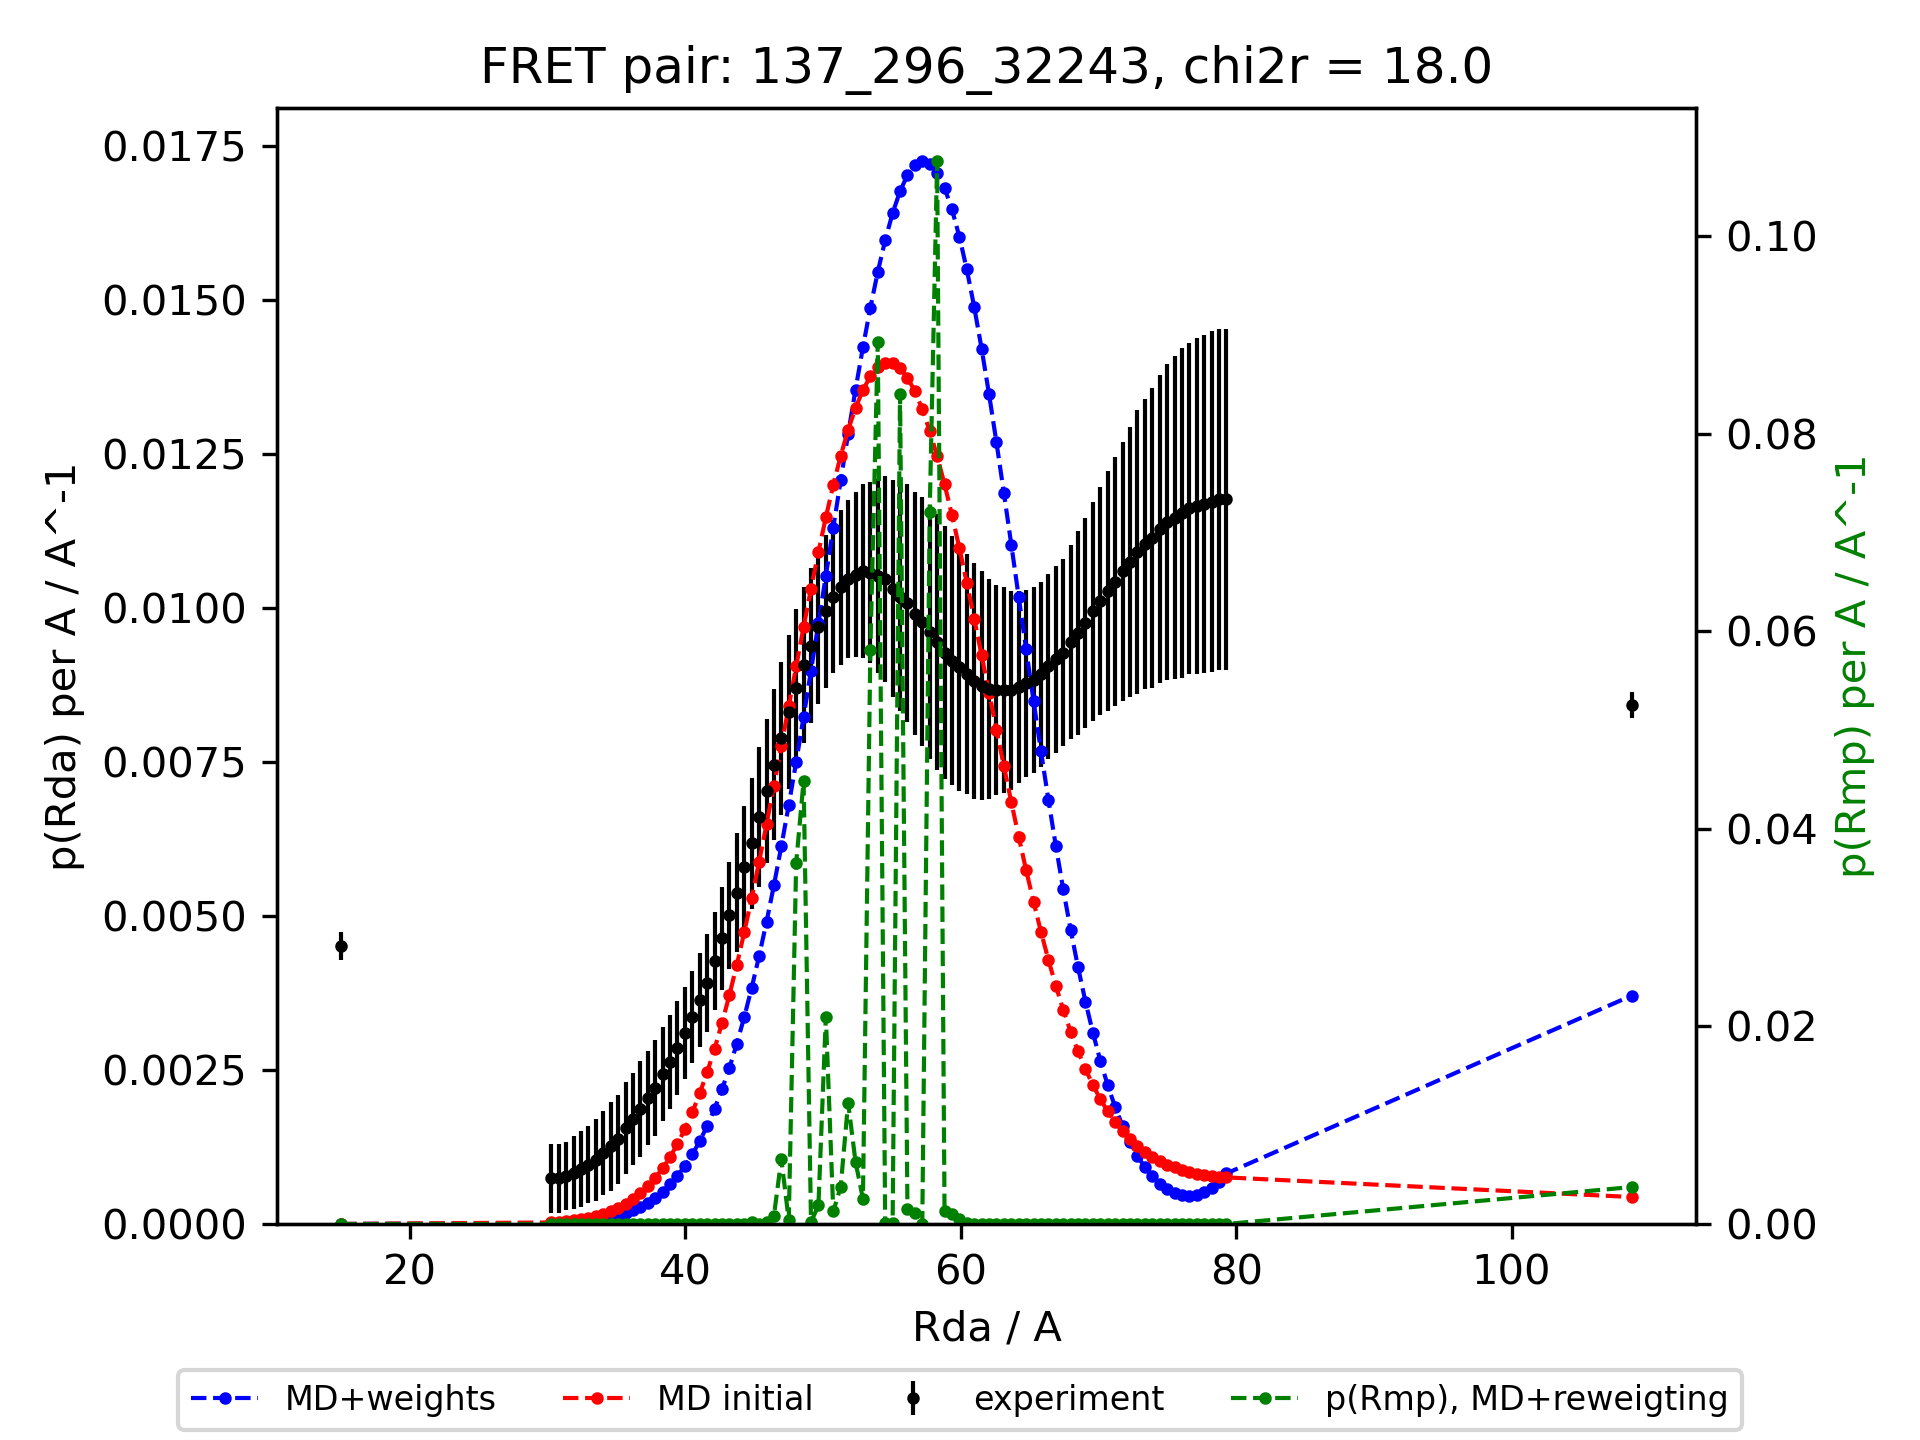 FRET pair: 137_296_32243, chi2r = 18.0
0.0175
0.0150
0.0125
0.0100
0.0075
0.0050
0.0025
0.0000
p(Rda) per A / A^-1
0.10
0.08
0.06
0.04
0.02
0.00
p(Rmp) per A / A^-1
20 40 60 80 100
Rda / A
MD+weights MD initial experiment p(Rmp), MD+reweigting